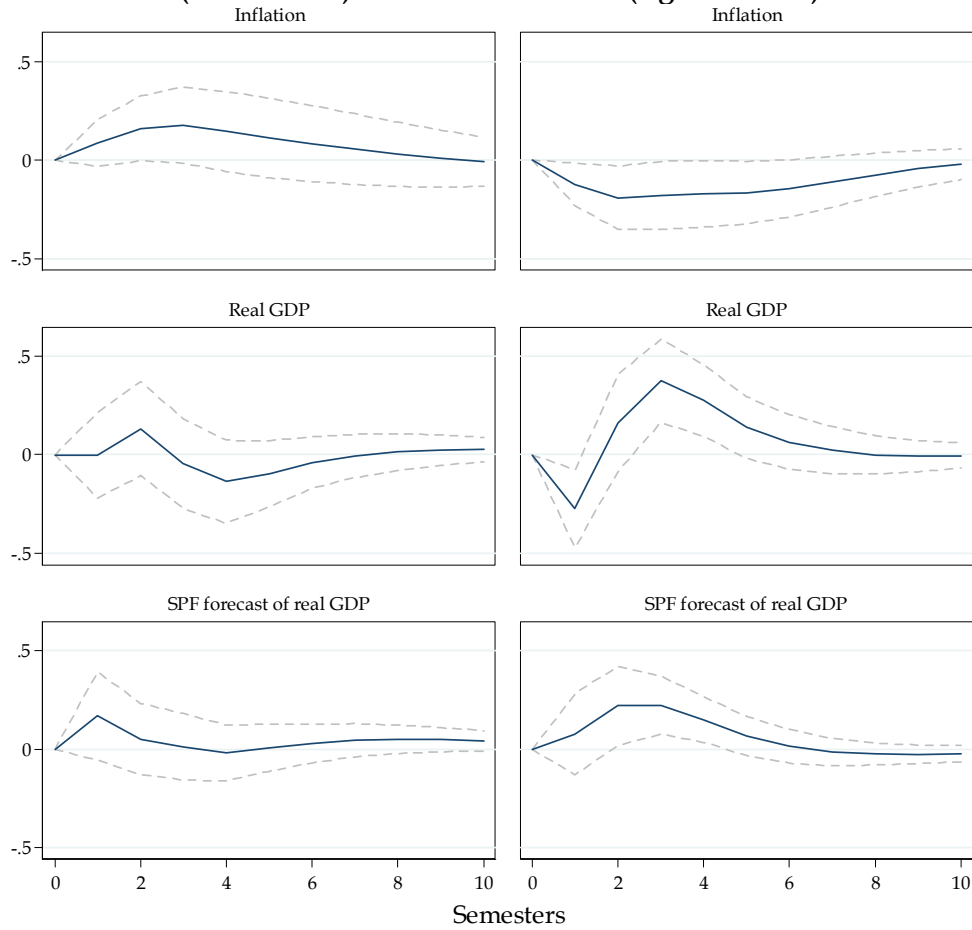 Inflation
Inflation
.5
0
-.5
Real GDP
Real GDP
.5
0
-.5
SPF forecast of real GDP
SPF forecast of real GDP
.5
0
-.5
0 2 4 6 8 10
0 2 4 6 8 10
Semesters